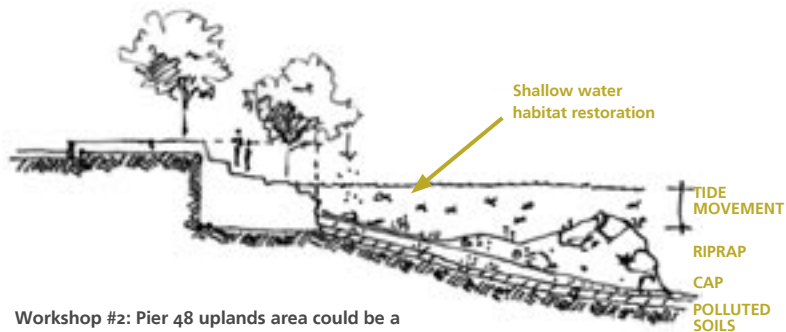 Shallow water
habitat restoration
TIDE
MOVEMENT
RIPRAP
CAP
POLLUTED
SOILS
Workshop #2: Pier 48 uplands area could be a